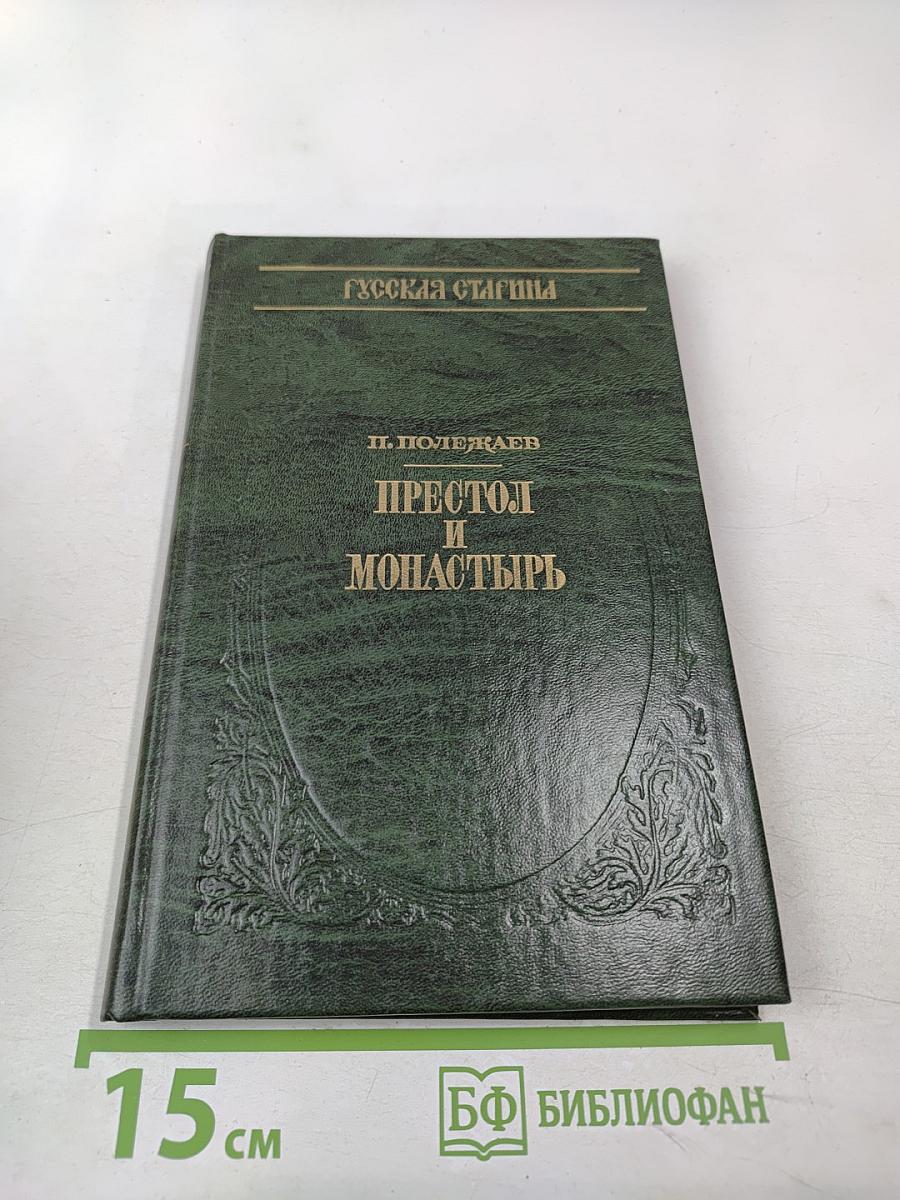 РУССКАЯ СТАРИНА
П. ПОЛЕЖАЕВ
ПРЕСТОЛ
И
МОНАСТЫРЬ
15 см
БФ БИБЛИОФАН